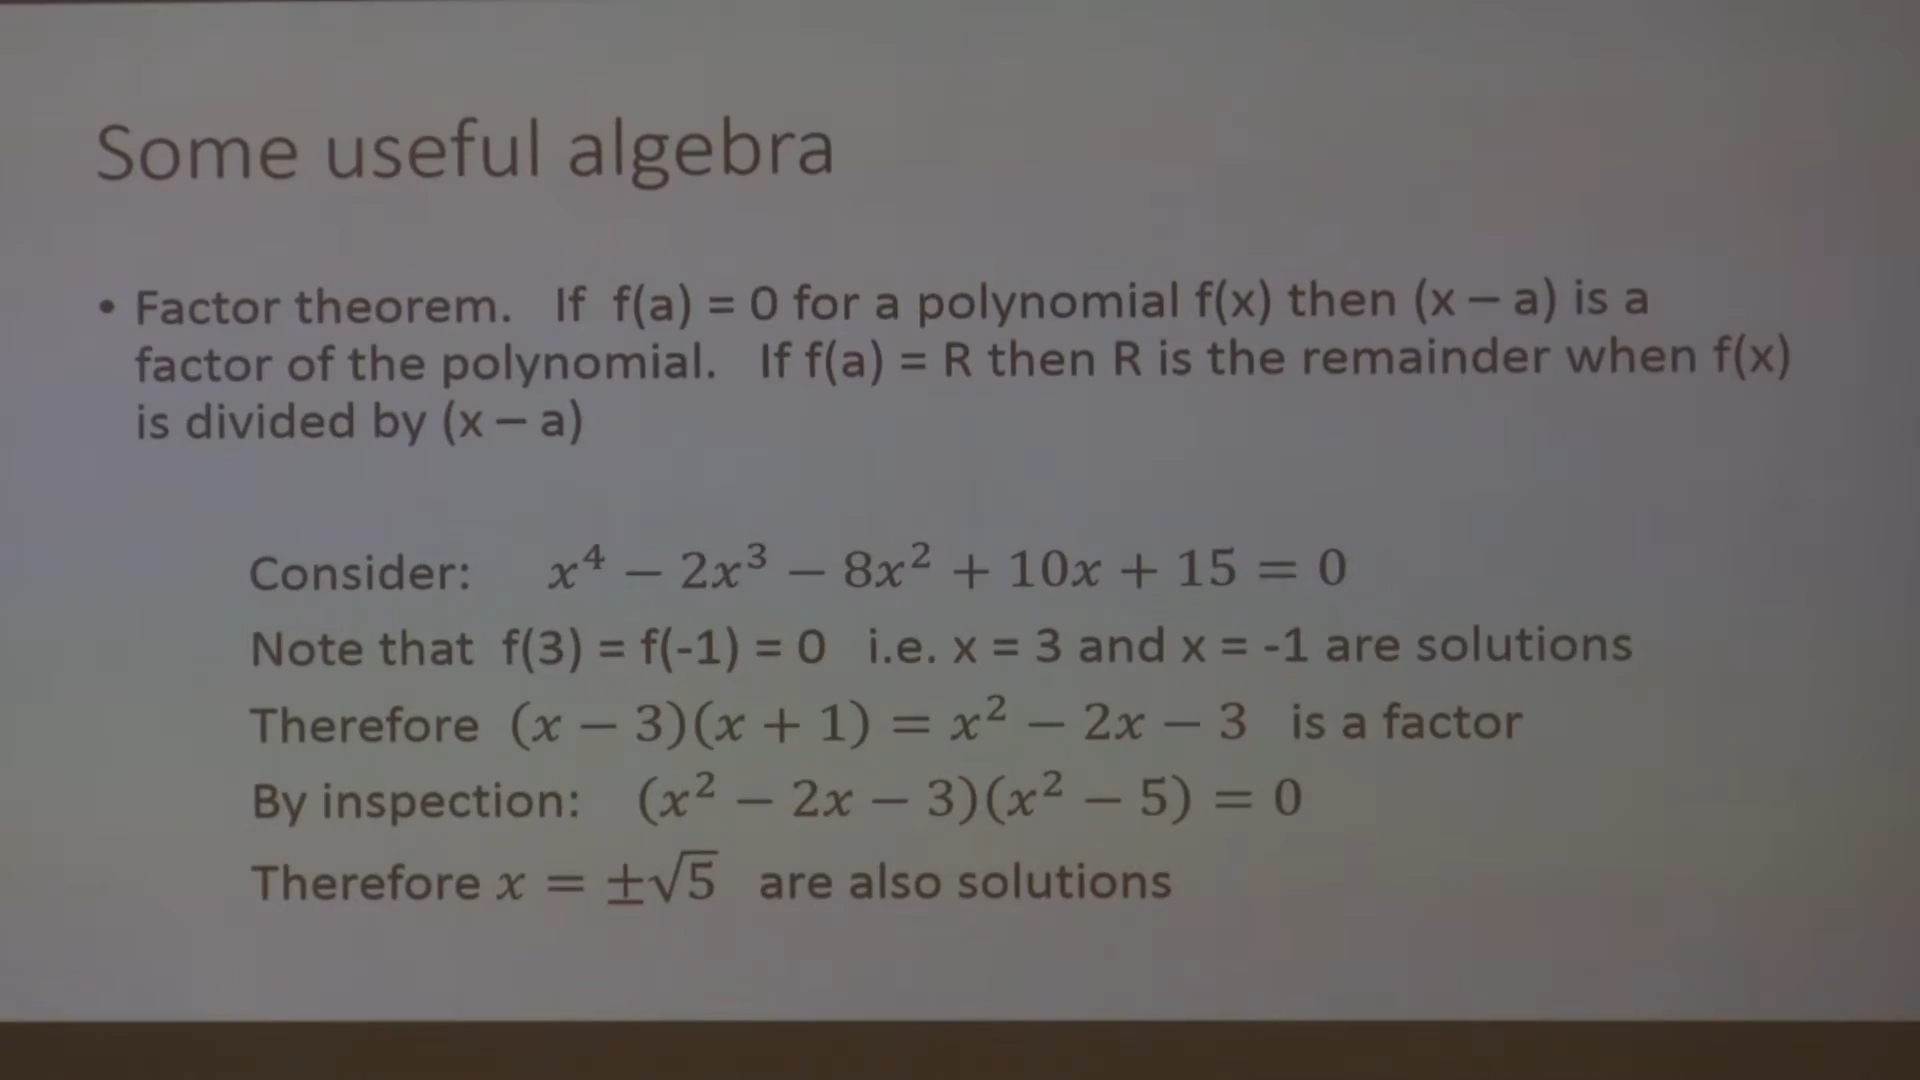 Some useful algebra
• Factor theorem. If f(a) = 0 for a polynomial f(x) then (x – a) is a
factor of the polynomial. If f(a) = R then R is the remainder when f(x)
is divided by (x – a)
Consider: x⁴ − 2x³ − 8x² + 10x + 15 = 0
Note that f(3) = f(-1) = 0 i.e. x = 3 and x = -1 are solutions
Therefore (x − 3)(x + 1) = x² − 2x − 3 is a factor
By inspection: (x² − 2x − 3)(x² − 5) = 0
Therefore x = ±√5 are also solutions